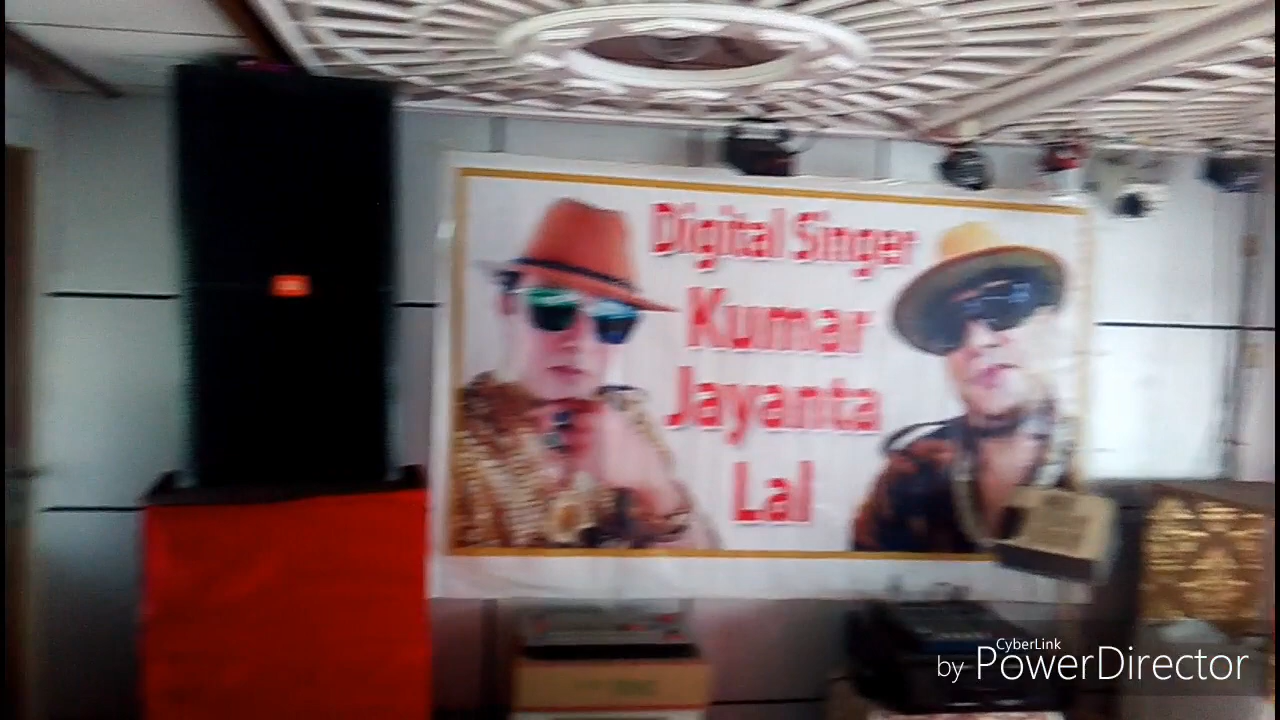 Digital Singer
Kumar
Jayanta
Lal
CyberLink
by PowerDirector